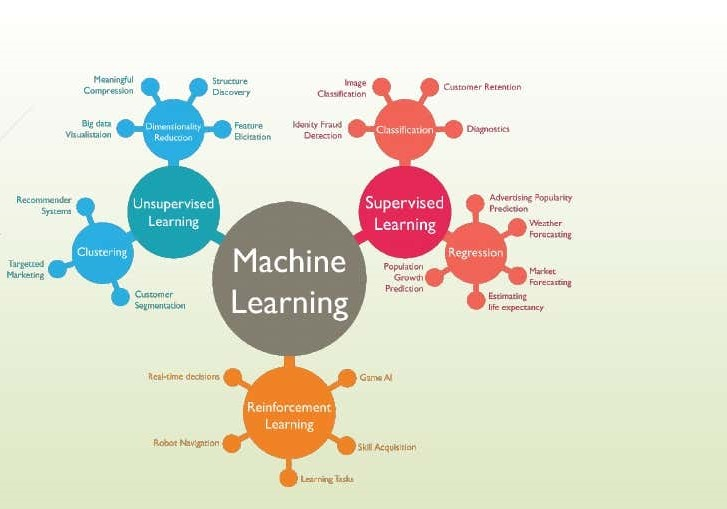 Meaningful
Compression
Structure
Discovery
Big data
Visualistaion
Dimensionality
Reduction
Feature
Elicitation
Image
Classification
Customer Retention
Idenity Fraud
Detection
Classification
Diagnostics
Recommender
Systems
Unsupervised
Learning
Clustering
Targetted
Marketing
Customer
Segmentation
Machine
Learning
Supervised
Learning
Advertising Popularity
Prediction
Weather
Forecasting
Regression
Population
Growth
Prediction
Market
Forecasting
Estimating
life expectancy
Real-time decisions
Game AI
Reinforcement
Learning
Robot Navigation
Skill Acquisition
Learning Tasks